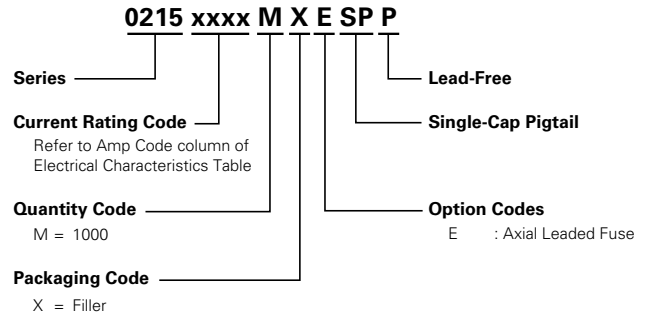 0215 xxxx M X E SP P
Series
Lead-Free
Current Rating Code
Refer to Amp Code column of
Electrical Characteristics Table
Single-Cap Pigtail
Quantity Code
M = 1000
Option Codes
E : Axial Leaded Fuse
Packaging Code
X = Filler